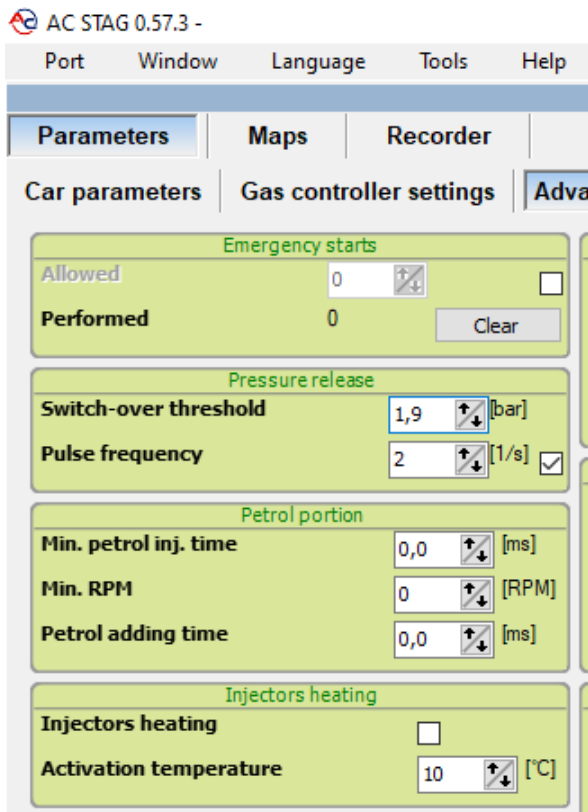 AC AC STAG 0.57.3 -
Port Window Language Tools Help
Parameters Maps Recorder
Car parameters Gas controller settings Adva
Emergency starts
Allowed 0
Performed 0 Clear
Pressure release
Switch-over threshold 1,9 [bar]
Pulse frequency 2 [1/s]
Petrol portion
Min. petrol inj. time 0,0 [ms]
Min. RPM 0 [RPM]
Petrol adding time 0,0 [ms]
Injectors heating
Injectors heating
Activation temperature 10 [°C]